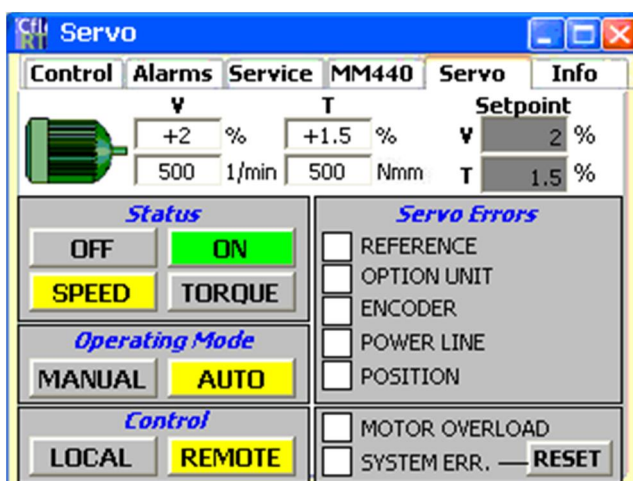 Cfl RT Servo
Control Alarms Service MM440 Servo Info
V T Setpoint
+2 % +1.5 % V 2 %
500 1/min 500 Nmm T 1.5 %
Status
OFF ON
SPEED TORQUE
Operating Mode
MANUAL AUTO
Control
LOCAL REMOTE
Servo Errors
REFERENCE
OPTION UNIT
ENCODER
POWER LINE
POSITION
MOTOR OVERLOAD
SYSTEM ERR. RESET